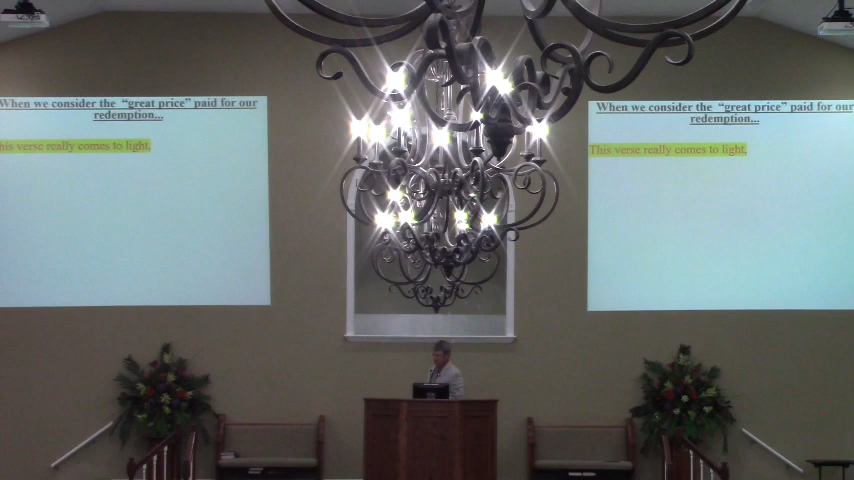 When we consider the “great price” paid for our
redemption...
his verse really comes to light,
When we consider the “great price” paid for our
redemption...
This verse really comes to light,